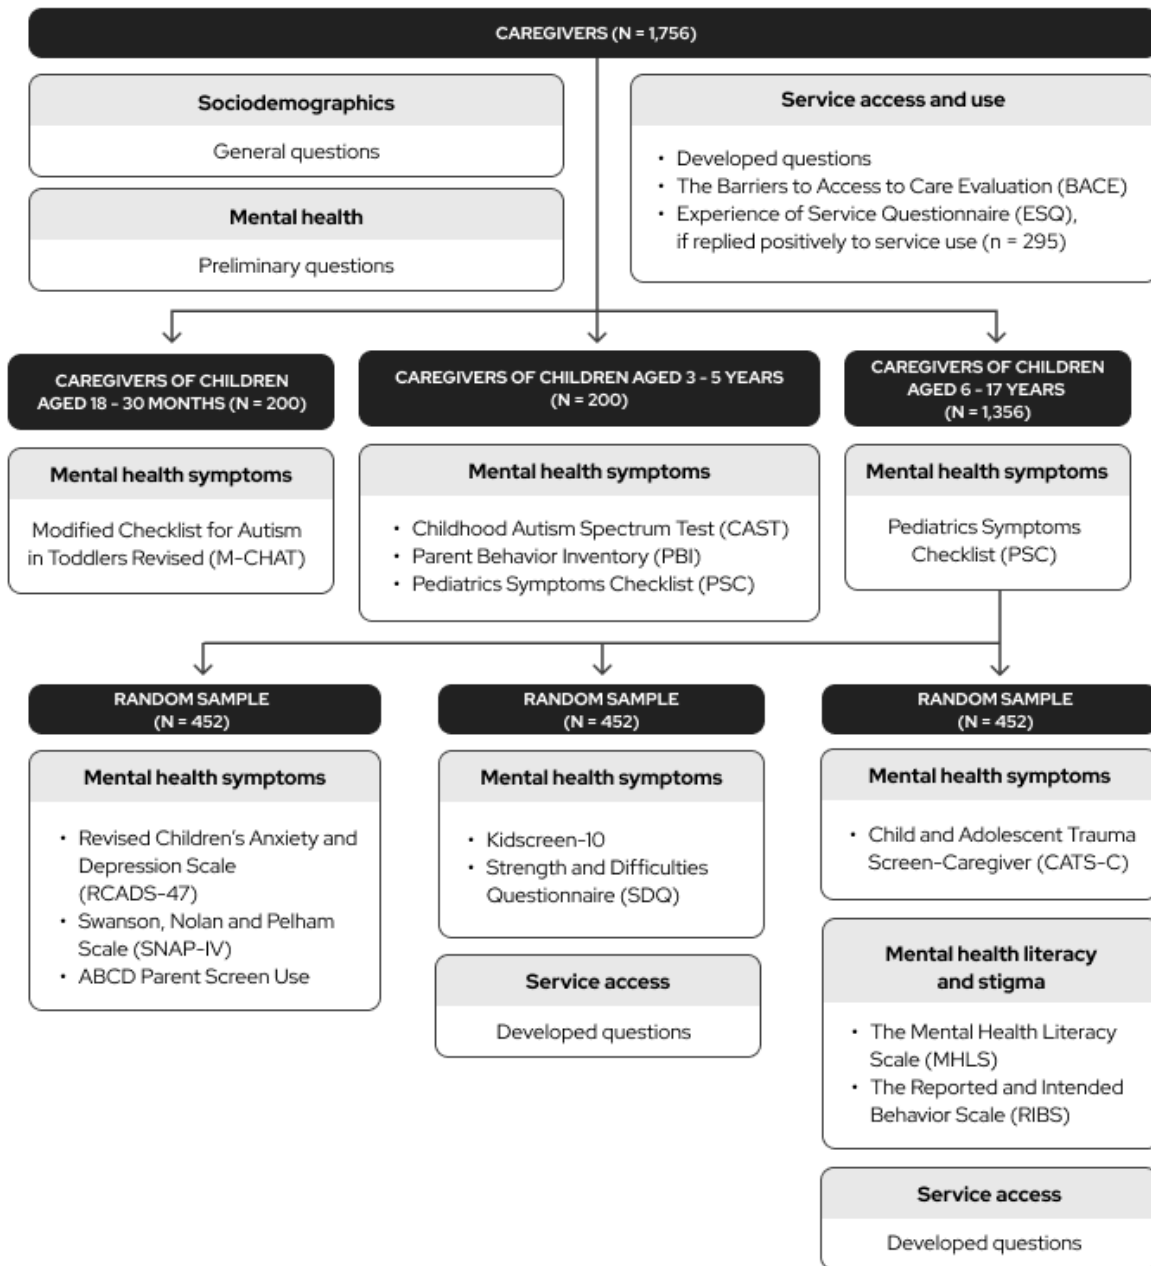 CAREGIVERS (N = 1,756)
Sociodemographics
General questions
Mental health
Preliminary questions
Service access and use
• Developed questions
• The Barriers to Access to Care Evaluation (BACE)
• Experience of Service Questionnaire (ESQ),
if replied positively to service use (n = 295)
CAREGIVERS OF CHILDREN
AGED 18 - 30 MONTHS (N = 200)
Mental health symptoms
Modified Checklist for Autism
in Toddlers Revised (M-CHAT)
CAREGIVERS OF CHILDREN AGED 3 - 5 YEARS
(N = 200)
Mental health symptoms
• Childhood Autism Spectrum Test (CAST)
• Parent Behavior Inventory (PBI)
• Pediatrics Symptoms Checklist (PSC)
CAREGIVERS OF CHILDREN
AGED 6 - 17 YEARS
(N = 1,356)
Mental health symptoms
Pediatrics Symptoms
Checklist (PSC)
RANDOM SAMPLE
(N = 452)
Mental health symptoms
• Revised Children's Anxiety and
Depression Scale
(RCADS-47)
• Swanson, Nolan and Pelham
Scale (SNAP-IV)
• ABCD Parent Screen Use
RANDOM SAMPLE
(N = 452)
Mental health symptoms
• Kidscreen-10
• Strength and Difficulties
Questionnaire (SDQ)
Service access
Developed questions
RANDOM SAMPLE
(N = 452)
Mental health symptoms
• Child and Adolescent Trauma
Screen-Caregiver (CATS-C)
Mental health literacy
and stigma
• The Mental Health Literacy
Scale (MHLS)
• The Reported and Intended
Behavior Scale (RIBS)
Service access
Developed questions